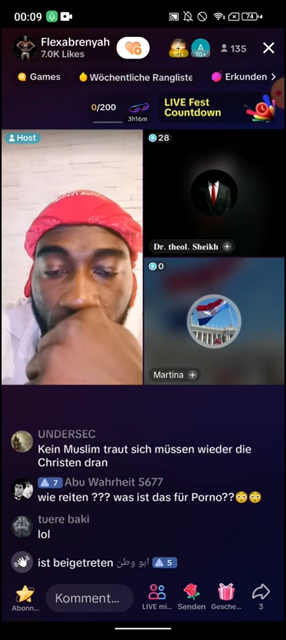 00:09
74
Flexabrenyah
7.0K Likes
10+
135
Games
Wöchentliche Rangliste
Erkunden
0/200
3h16m
LIVE Fest
Countdown
Host
28
Dr. theol. Sheikh
0
Martina
UNDERSEC
Kein Muslim traut sich müssen wieder die
Christen dran
7 Abu Wahrheit 5677
wie reiten ??? was ist das für Porno??😳😳
tuere baki
lol
ist beigetreten ابو وطن 5
Abonn...
Kommentar...
LIVE mi...
Senden
Gesche...
3